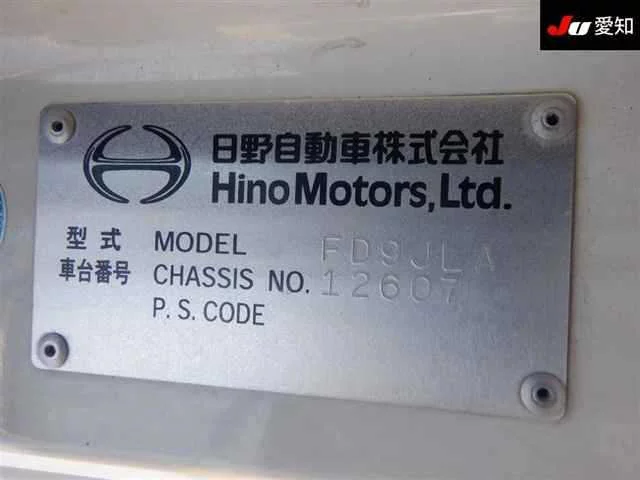 JU 愛知
日野自動車株式会社
Hino Motors, Ltd.
型式 MODEL FD9JLA
車台番号 CHASSIS NO. 12607
P. S. CODE